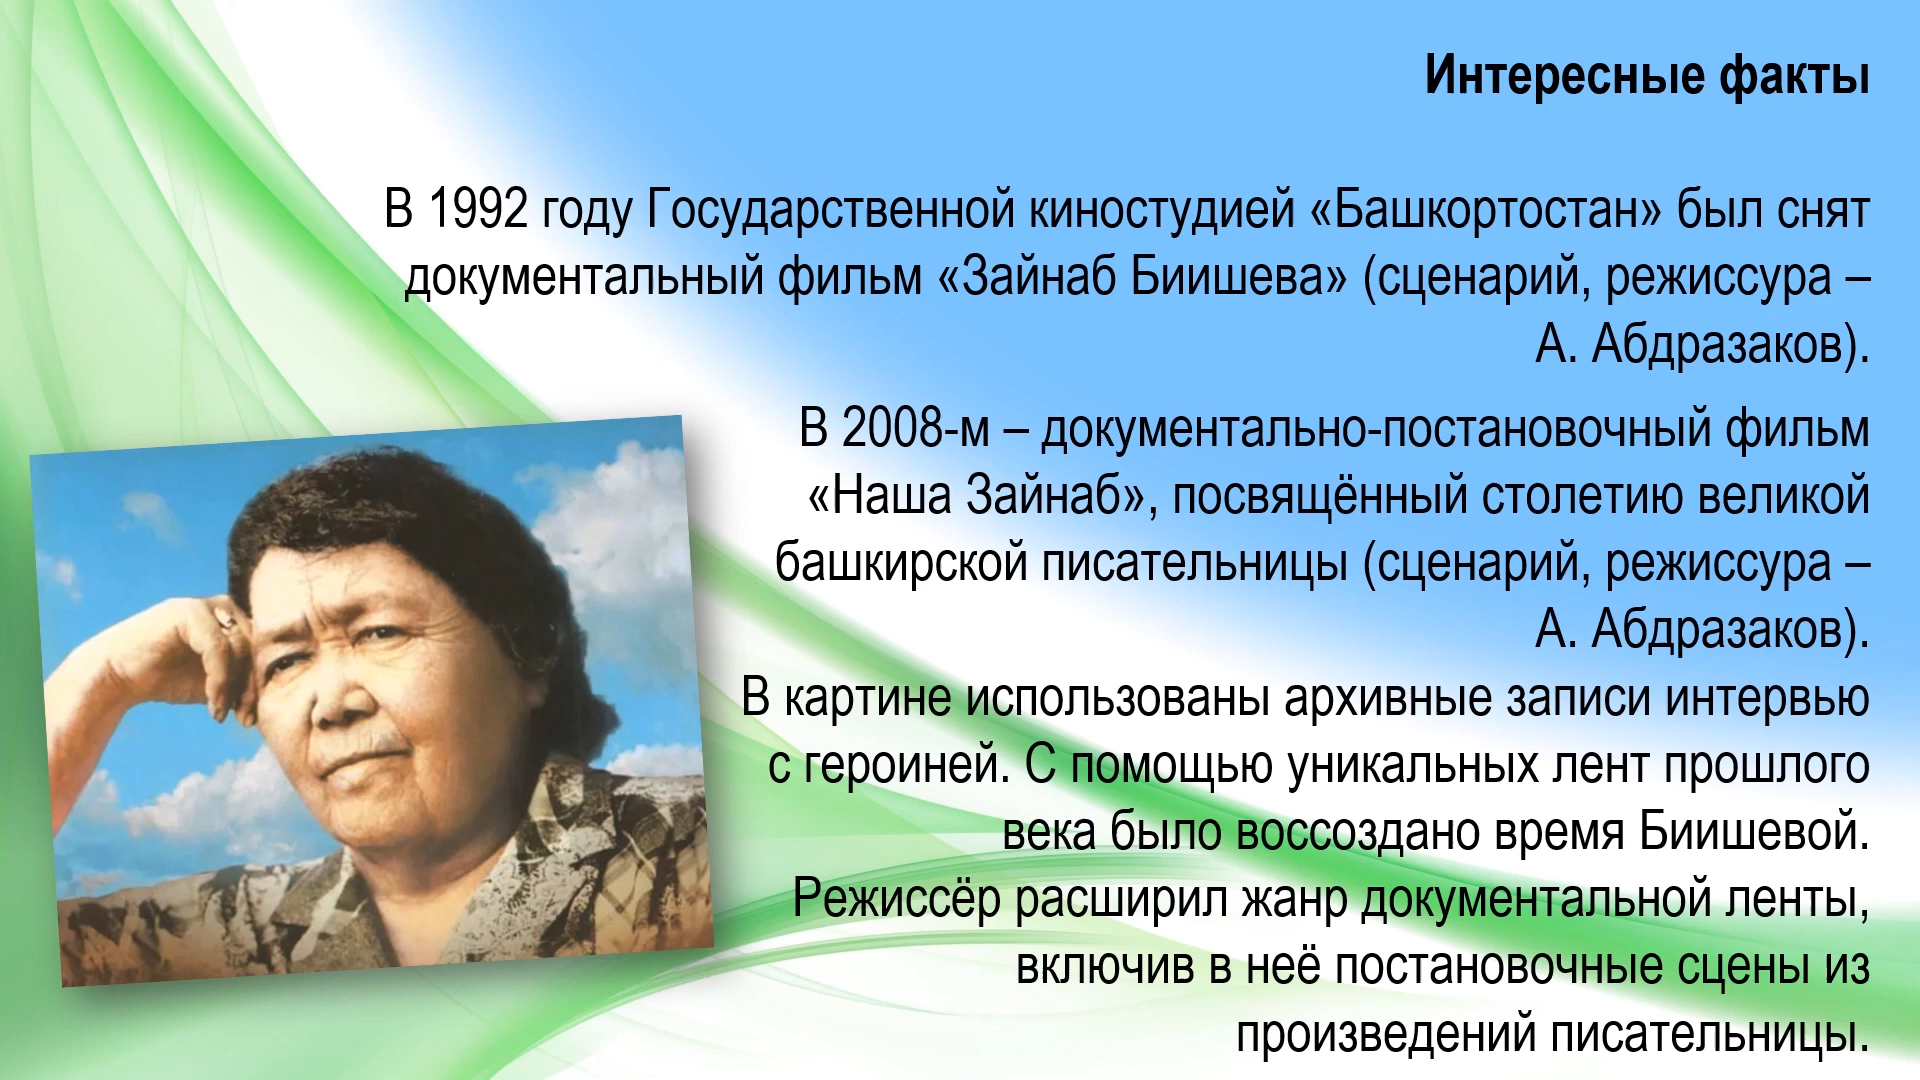 Интересные факты
В 1992 году Государственной киностудией «Башкортостан» был снят
документальный фильм «Зайнаб Биишева» (сценарий, режиссура –
А. Абдразаков).
В 2008-м – документально-постановочный фильм
«Наша Зайнаб», посвящённый столетию великой
башкирской писательницы (сценарий, режиссура –
А. Абдразаков).
В картине использованы архивные записи интервью
с героиней. С помощью уникальных лент прошлого
века было воссоздано время Биишевой.
Режиссёр расширил жанр документальной ленты,
включив в неё постановочные сцены из
произведений писательницы.